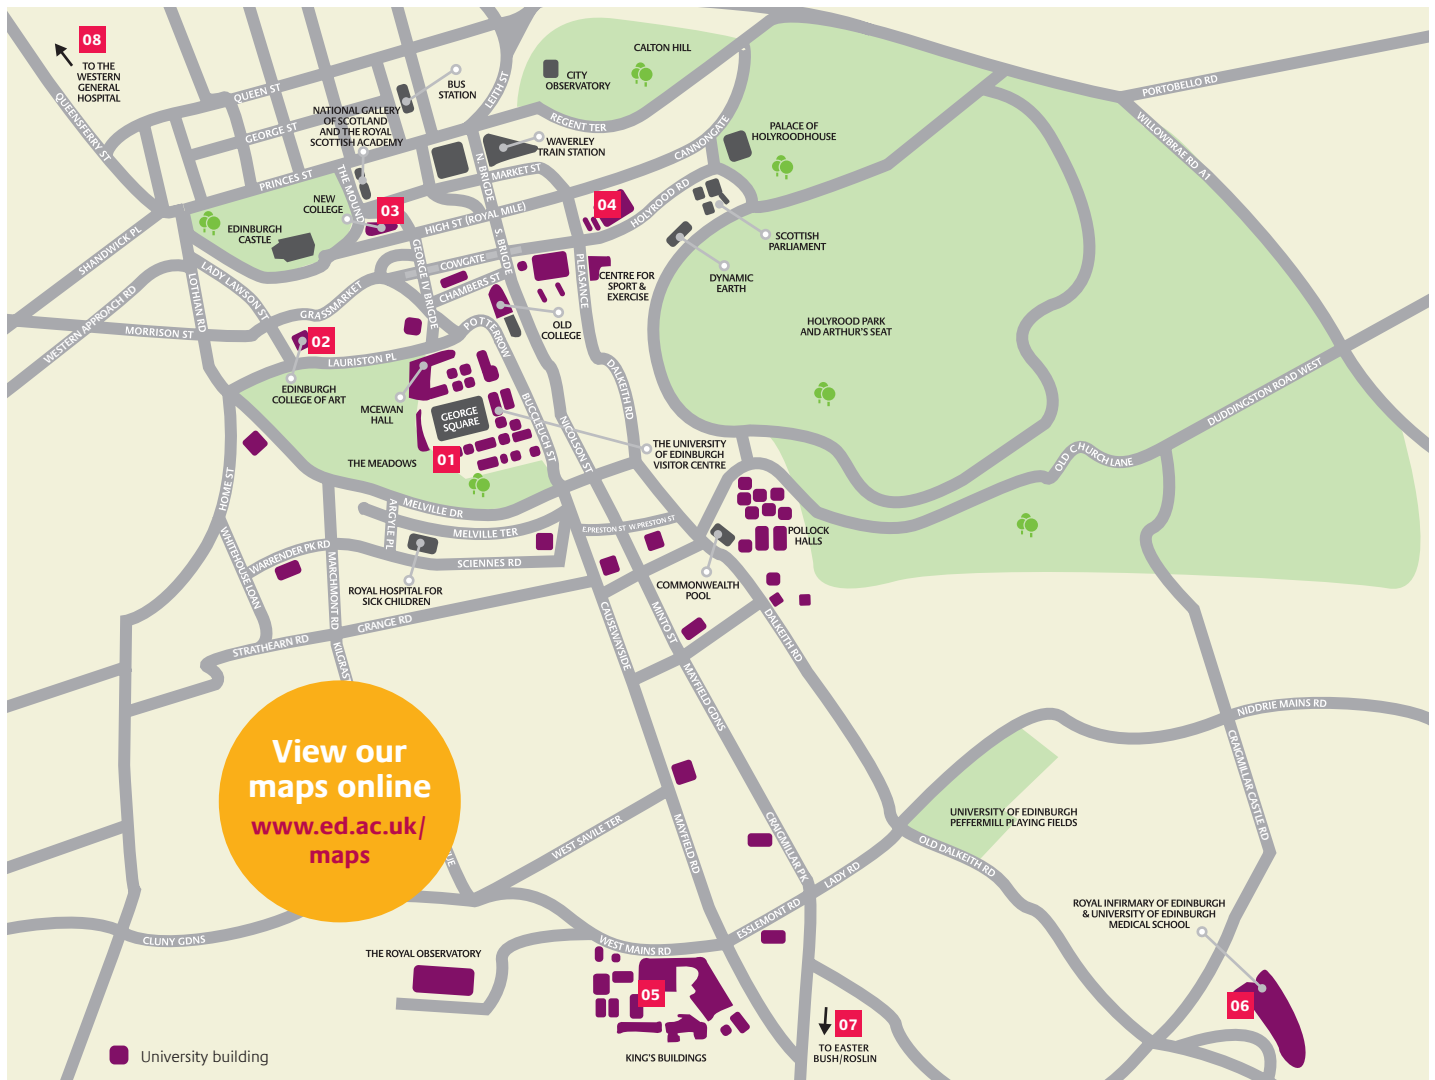 08
TO THE
WESTERN
GENERAL
HOSPITAL
QUEENSFERRY ST
QUEEN ST
GEORGE ST
PRINCES ST
NATIONAL GALLERY
OF SCOTLAND
AND THE ROYAL
SCOTTISH ACADEMY
BUS
STATION
LEITH ST
CALTON HILL
CITY
OBSERVATORY
REGENT TER
WAVERLEY
TRAIN STATION
CANNONGATE
PALACE OF
HOLYROODHOUSE
PORTOBELLO RD
WILLOWBRAE RD A1
N. BRIGDE
MARKET ST
THE MOUND
NEW
COLLEGE
03
HIGH ST (ROYAL MILE)
04
HOLYROOD RD
SCOTTISH
PARLIAMENT
DYNAMIC
EARTH
EDINBURGH
CASTLE
SHANDWICK PL
LADY LAWSON ST
LOTHIAN RD
WESTERN APPROACH RD
MORRISON ST
GRASSMARKET
GEORGE IV BRIGDE
COWGATE
CHAMBERS ST
S. BRIGDE
PLEASANCE
CENTRE FOR
SPORT &
EXERCISE
OLD
COLLEGE
POTTERROW
HOLYROOD PARK
AND ARTHUR'S SEAT
02
LAURISTON PL
EDINBURGH
COLLEGE OF ART
MCEWAN
HALL
GEORGE
SQUARE
BUCCLEUCH ST
NICOLSON ST
DALKEITH RD
DUDDINGSTON ROAD WEST
OLD CHURCH LANE
THE UNIVERSITY
OF EDINBURGH
VISITOR CENTRE
THE MEADOWS
01
HOME ST
MELVILLE DR
ARGYLE PL
MELVILLE TER
E.PRESTON ST
W.PRESTON ST
POLLOCK
HALLS
WHITEHOUSE LOAN
WARRENDER PK RD
MARCHMONT RD
SCIENNES RD
ROYAL HOSPITAL FOR
SICK CHILDREN
COMMONWEALTH
POOL
STRATHEARN RD
GRANGE RD
KILGRAS
CAUSEWAYSIDE
MINTO ST
DALKEITH RD
MAYFIELD GDNS
NIDDRIE MAINS RD
CRAIGMILLAR CASTLE RD
View our
maps online
www.ed.ac.uk/
maps
UE
WEST SAVILE TER
MAYFIELD RD
CRAIGMILLAR PK
LADY RD
OLD DALKEITH RD
UNIVERSITY OF EDINBURGH
PEFFERMILL PLAYING FIELDS
ROYAL INFIRMARY OF EDINBURGH
& UNIVERSITY OF EDINBURGH
MEDICAL SCHOOL
CLUNY GDNS
THE ROYAL OBSERVATORY
WEST MAINS RD
ESSLEMONT RD
05
06
07
TO EASTER
BUSH/ROSLIN
KING'S BUILDINGS
University building